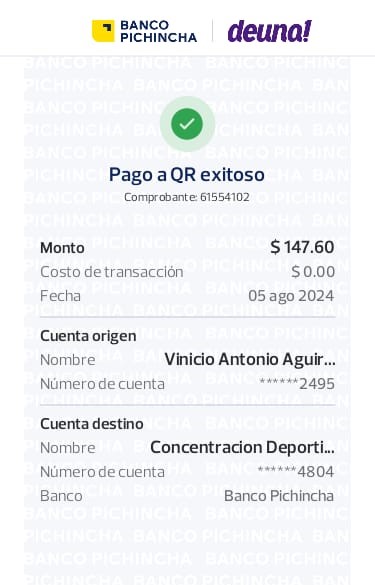 BANCO PICHINCHA
deuna!
Pago a QR exitoso
Comprobante: 61554102
Monto $ 147.60
Costo de transacción $ 0.00
Fecha 05 ago 2024
Cuenta origen
Nombre Vinicio Antonio Aguir...
Número de cuenta ******2495
Cuenta destino
Nombre Concentracion Deporti...
Número de cuenta ******4804
Banco Banco Pichincha